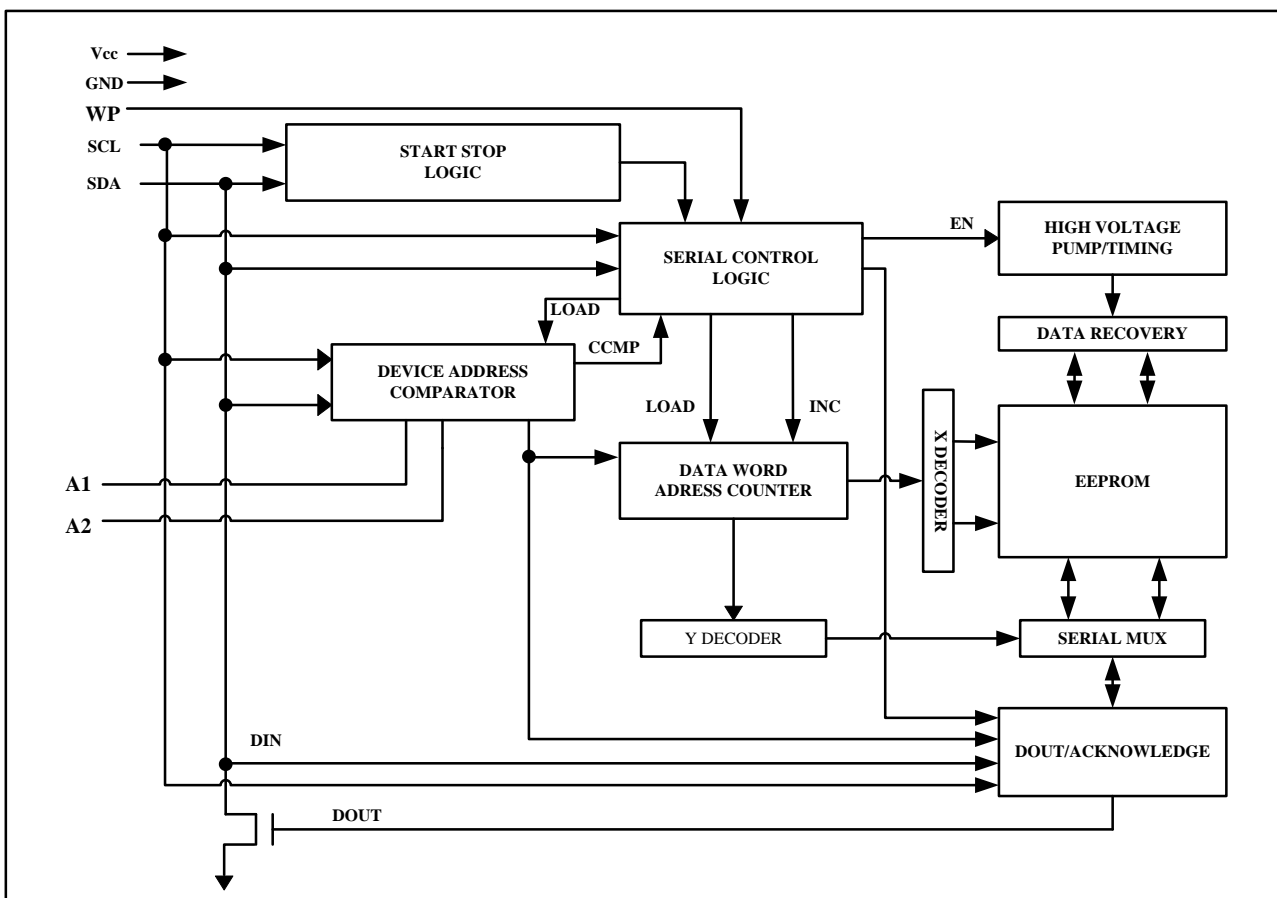 Vcc
GND
WP
SCL
SDA
START STOP
LOGIC
EN
HIGH VOLTAGE
PUMP/TIMING
SERIAL CONTROL
LOGIC
LOAD
CCMP
DATA RECOVERY
DEVICE ADDRESS
COMPARATOR
LOAD
INC
X DECODER
A1
A2
DATA WORD
ADRESS COUNTER
EEPROM
Y DECODER
SERIAL MUX
DIN
DOUT/ACKNOWLEDGE
DOUT